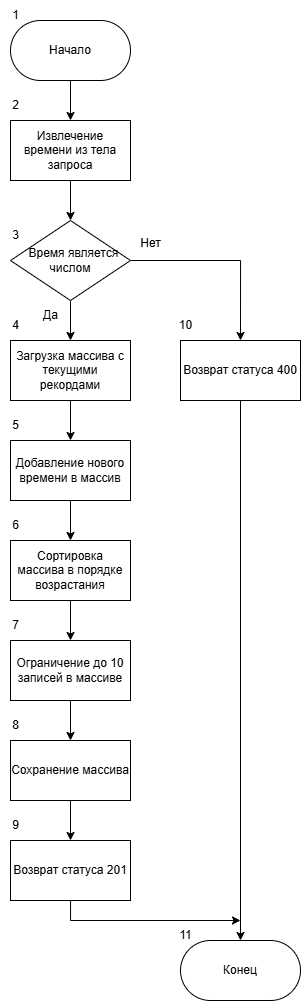 1
Начало
2
Извлечение
времени из тела
запроса
3
Время является
числом
Нет
Да
4
Загрузка массива с
текущими
рекордами
10
Возврат статуса 400
5
Добавление нового
времени в массив
6
Сортировка
массива в порядке
возрастания
7
Ограничение до 10
записей в массиве
8
Сохранение массива
9
Возврат статуса 201
11
Конец